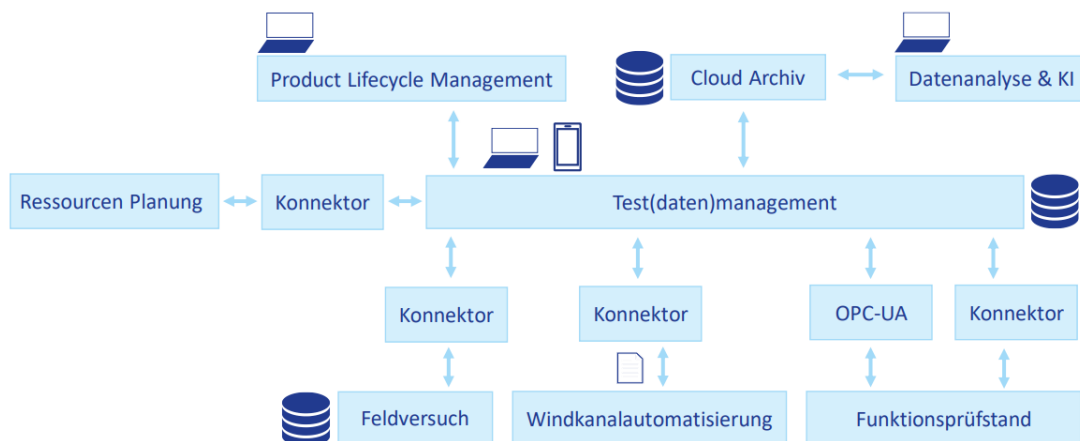 Product Lifecycle Management
Cloud Archiv
Datenanalyse & KI
Ressourcen Planung
Konnektor
Test(daten)management
Konnektor
Konnektor
OPC-UA
Konnektor
Feldversuch
Windkanalautomatisierung
Funktionsprüfstand